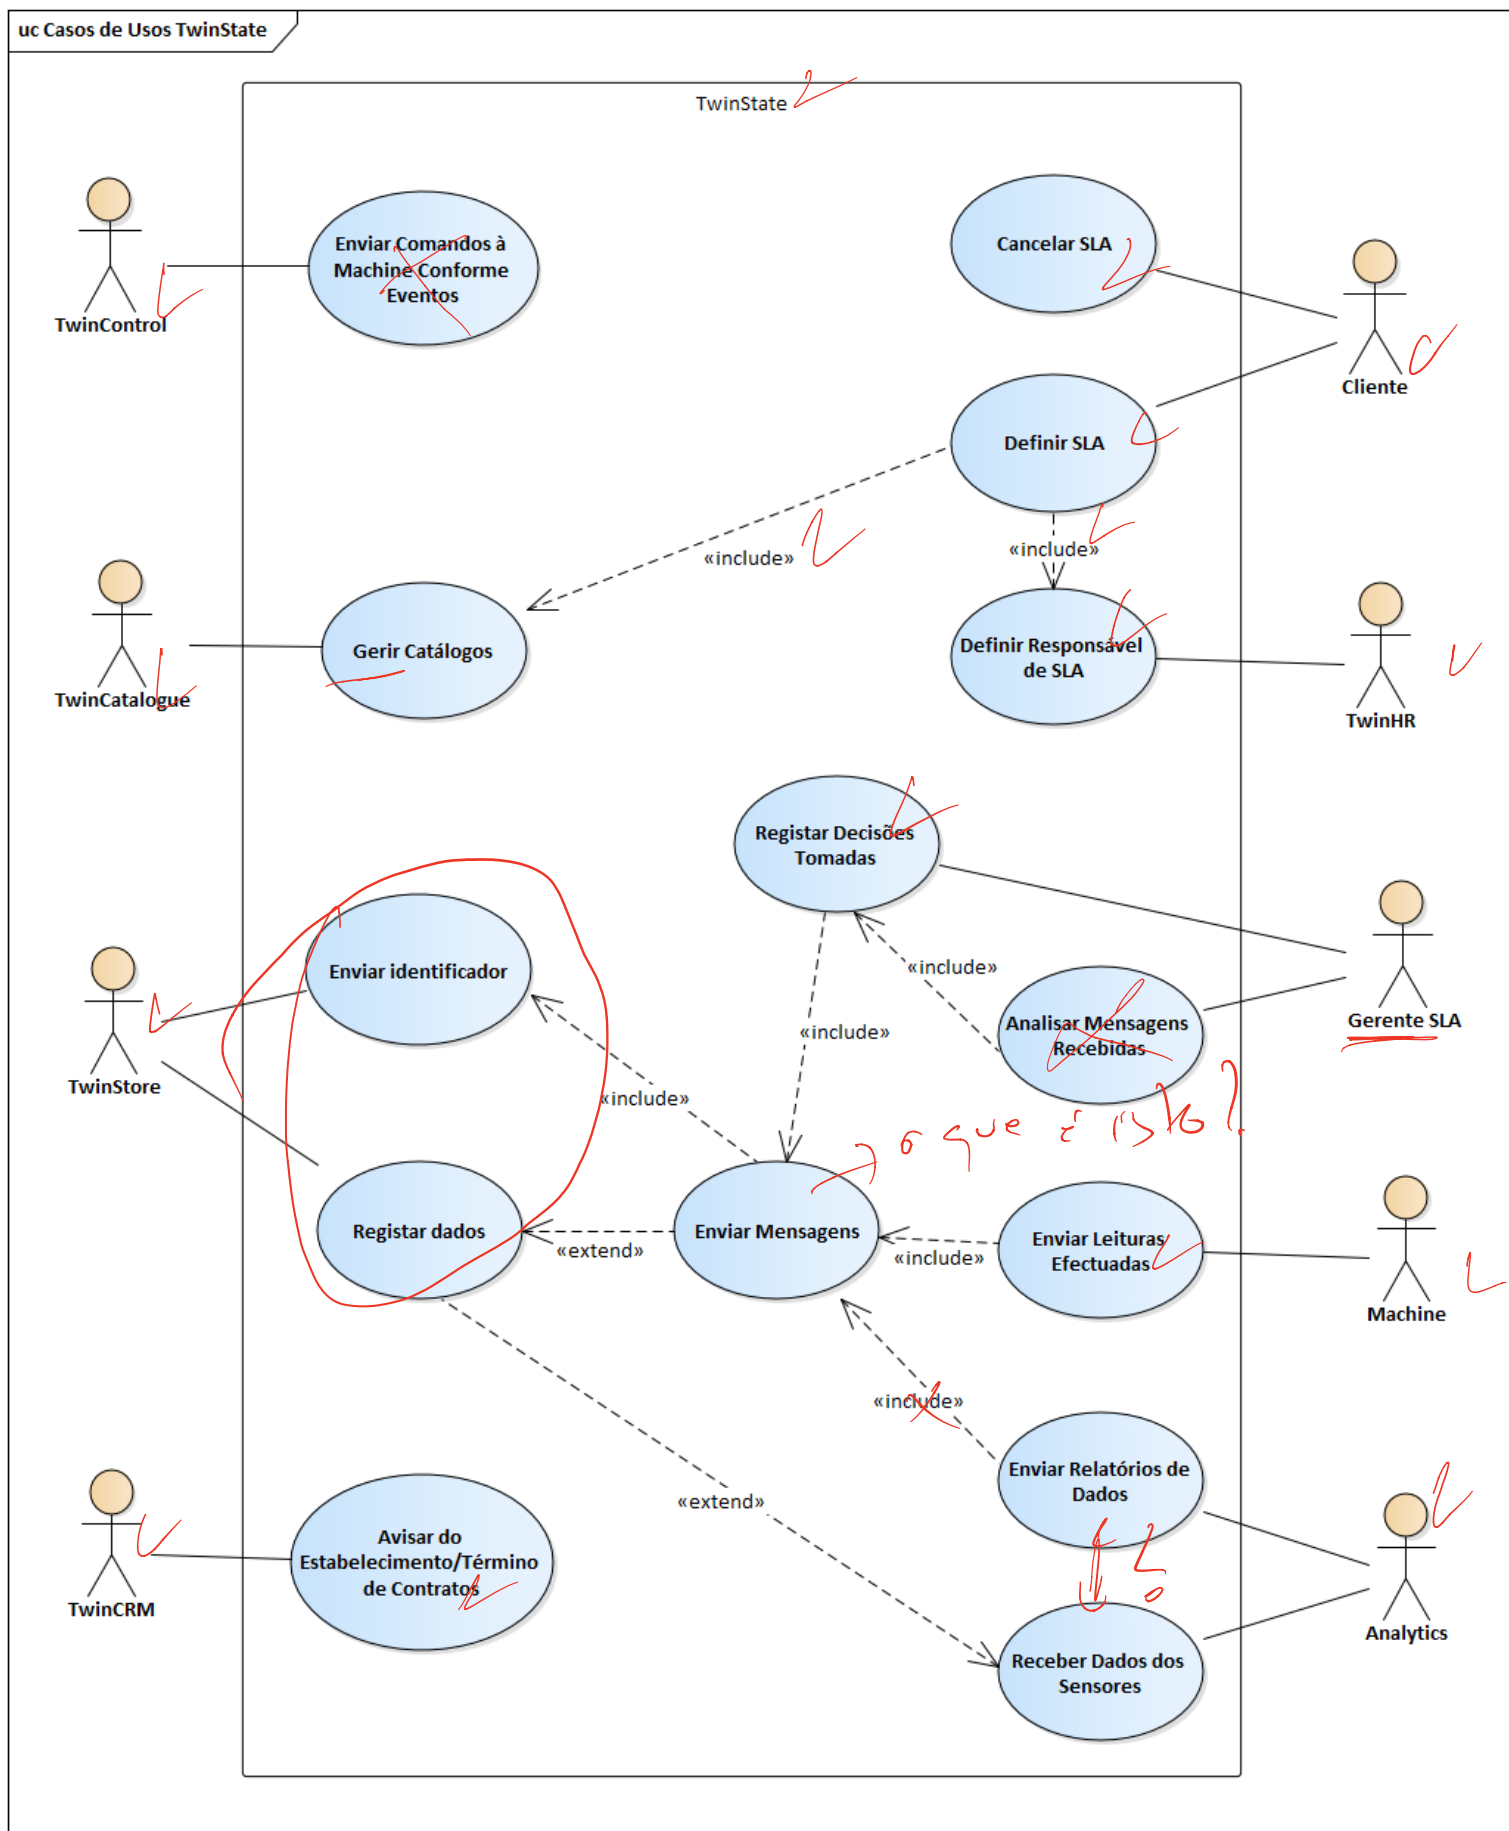 uc Casos de Usos TwinState
TwinState
Enviar Comandos à
Machine Conforme
Eventos
TwinControl
Cancelar SLA
Cliente
Definir SLA
«include»
«include»
Gerir Catálogos
TwinCatalogue
Definir Responsável
de SLA
TwinHR
Registar Decisões
Tomadas
Enviar identificador
«include»
«include»
Analisar Mensagens
Recebidas
Gerente SLA
TwinStore
«include»
o que é isto?
Registar dados
«extend»
Enviar Mensagens
«include»
Enviar Leituras
Efectuadas
Machine
«include»
Enviar Relatórios de
Dados
«extend»
Avisar do
Estabelecimento/Término
de Contratos
TwinCRM
?
Analytics
Receber Dados dos
Sensores